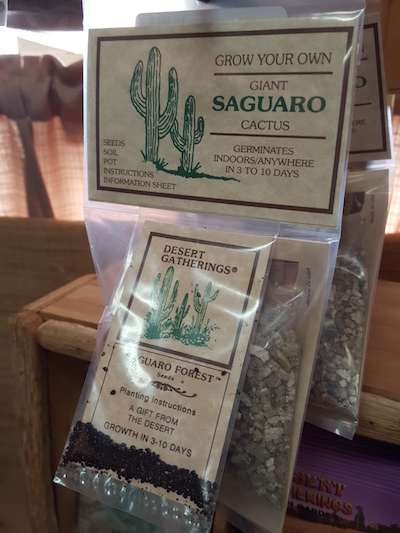 GROW YOUR OWN
GIANT
SAGUARO
CACTUS
GERMINATES
INDOORS/ANYWHERE
IN 3 TO 10 DAYS
SEEDS
SOIL
POT
INSTRUCTIONS
INFORMATION SHEET
DESERT
GATHERINGS®
SAGUARO FOREST™
Seeds
Planting Instructions
A GIFT FROM
THE DESERT
GROWTH IN 3-10 DAYS